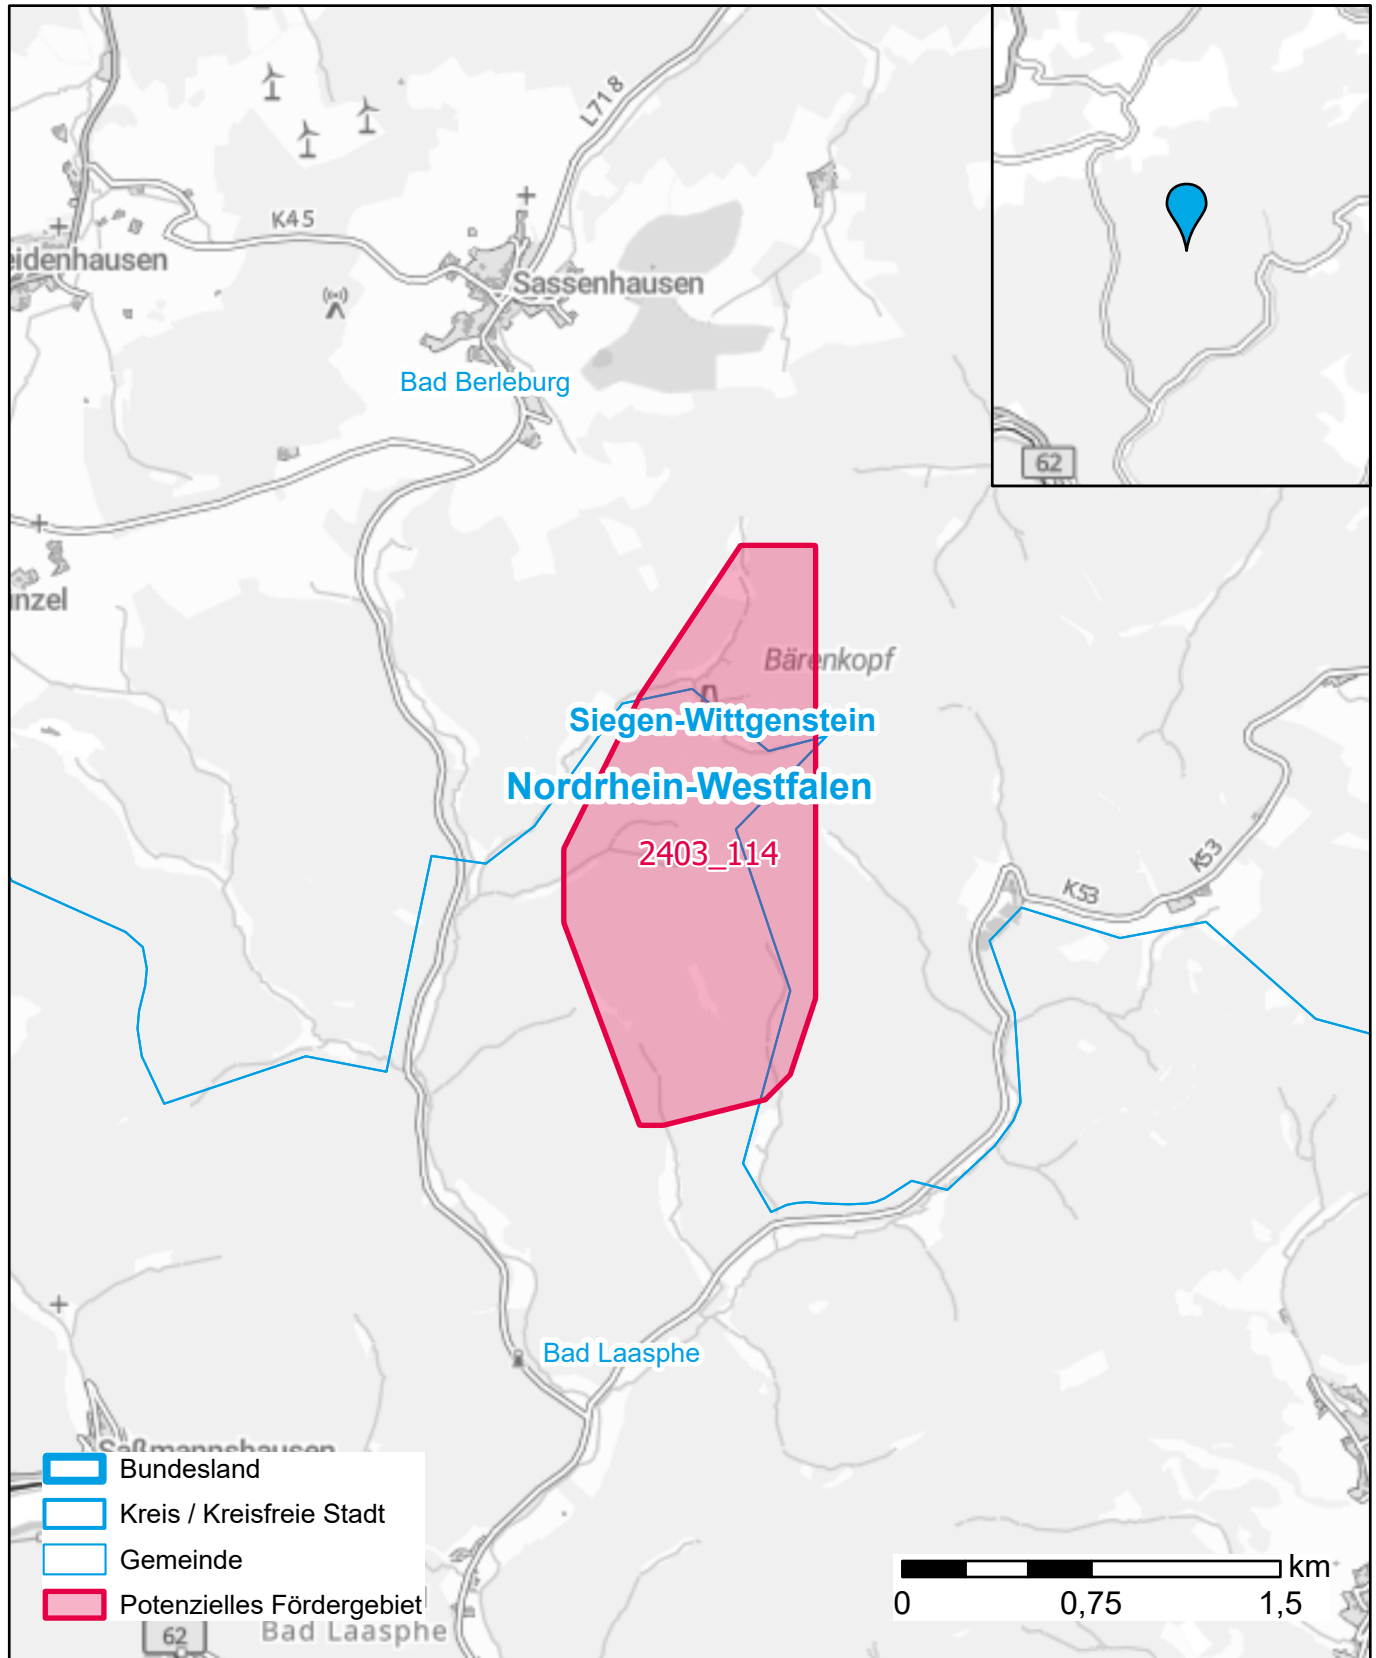 L718
K45
eidenhausen
Sassenhausen
Bad Berleburg
62
nzel
Bärenkopf
Siegen-Wittgenstein
Nordrhein-Westfalen
2403_114
K53
K53
Bad Laasphe
Saßmannshausen
Bundesland
Kreis / Kreisfreie Stadt
Gemeinde
Potenzielles Fördergebiet
62
Bad Laasphe
km
0 0,75 1,5